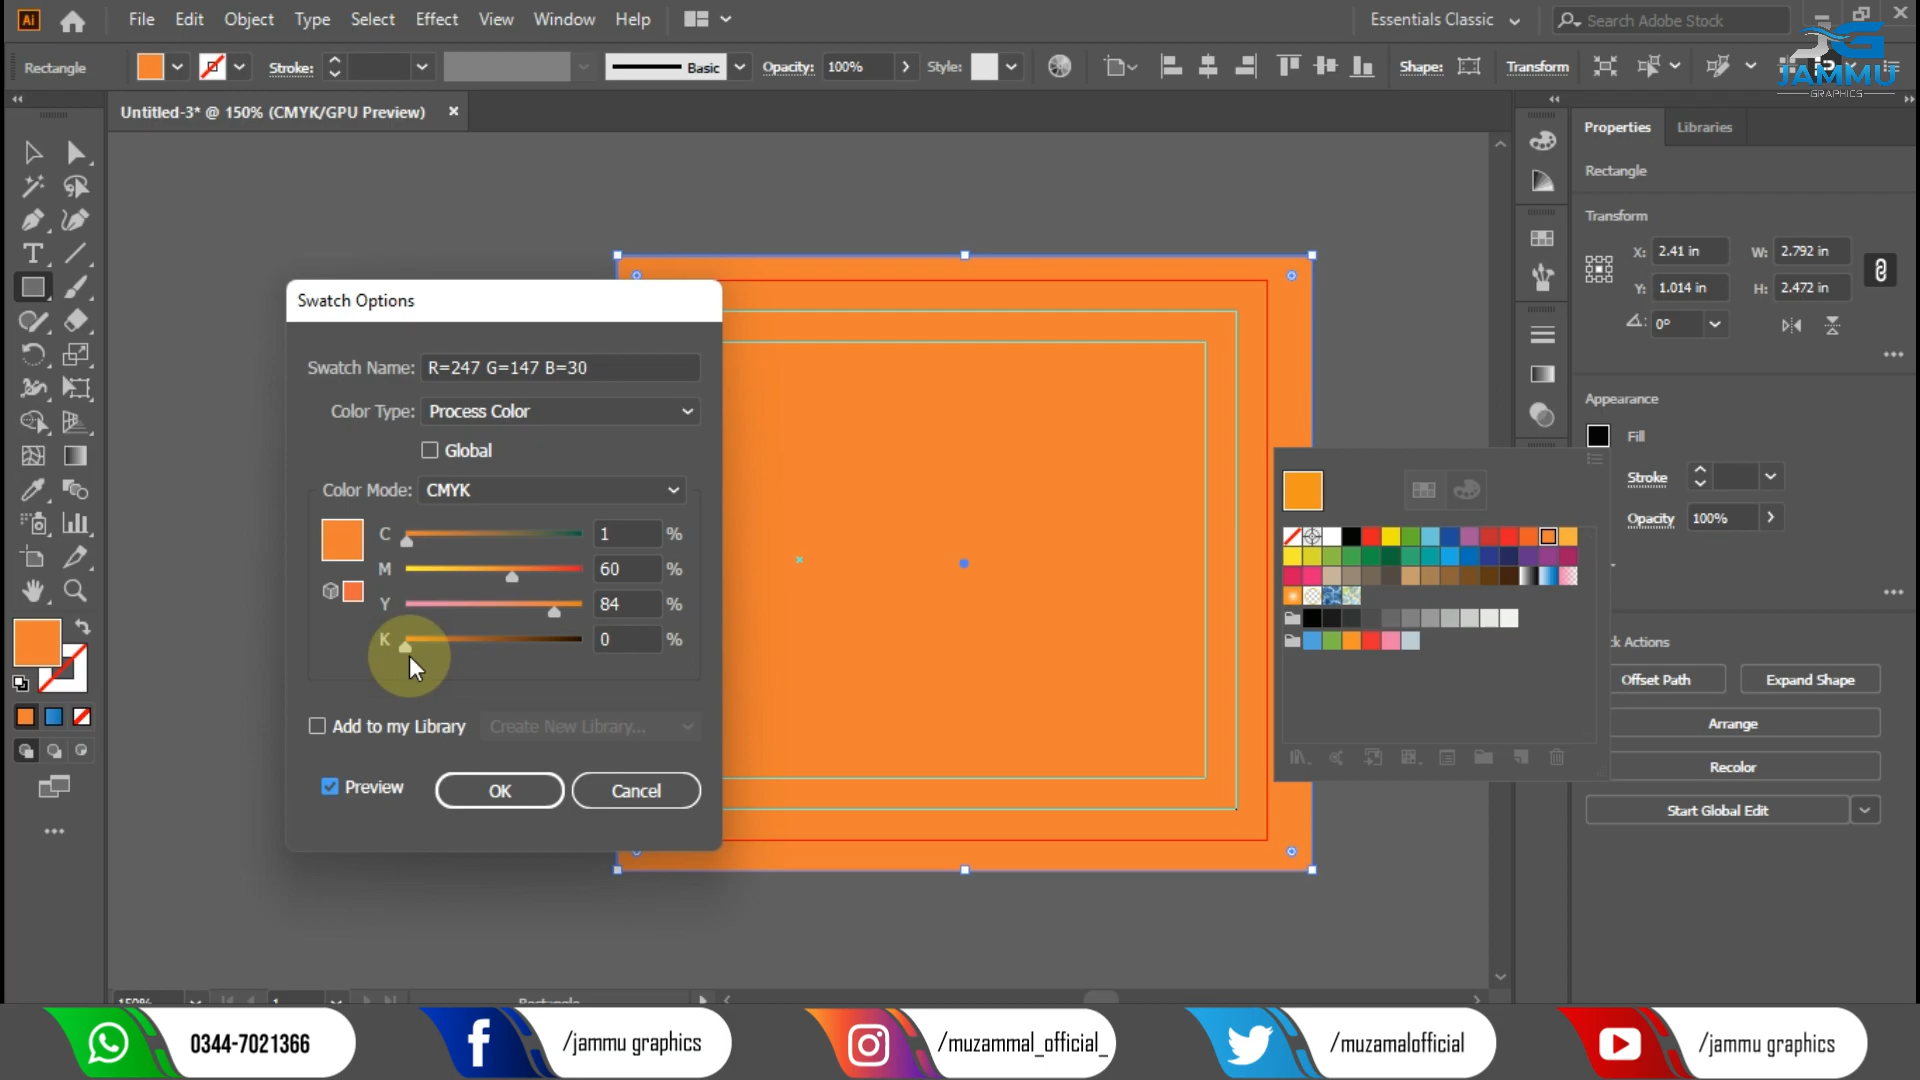 Ai File Edit Object Type Select Effect View Window Help Essentials Classic Search Adobe Stock
JG
JAMMU
GRAPHICS
Rectangle Stroke: Basic Opacity: 100% Style: Shape: Transform
Untitled-3* @ 150% (CMYK/GPU Preview)
Properties Libraries
Rectangle
Transform
X: 2.41 in W: 2.792 in
Y: 1.014 in H: 2.472 in
0°
Appearance
Fill
Stroke
Opacity 100%
Offset Path Expand Shape
Arrange
Recolor
Start Global Edit
Swatch Options
Swatch Name: R=247 G=147 B=30
Color Type: Process Color
Global
Color Mode: CMYK
C 1 %
M 60 %
Y 84 %
K 0 %
Add to my Library Create New Library...
Preview OK Cancel
150% 1 Rectangle
0344-7021366 /jammu graphics /muzammal_official_ /muzamalofficial /jammu graphics